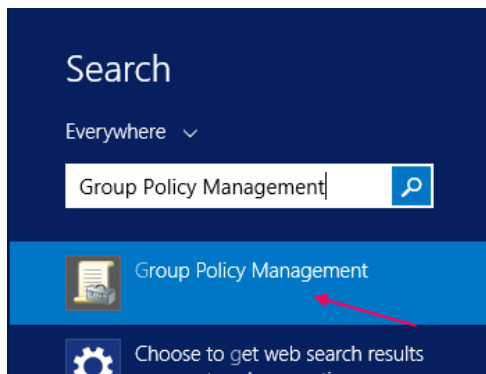 Search
Everywhere
Group Policy Management
Group Policy Management
Choose to get web search results